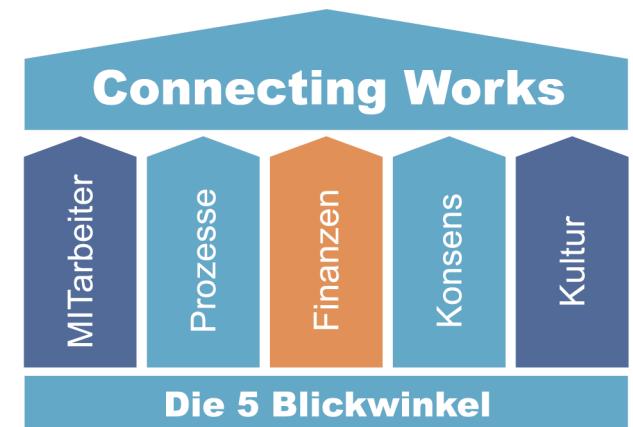 Connecting Works
MITarbeiter
Prozesse
Finanzen
Konsens
Kultur
Die 5 Blickwinkel